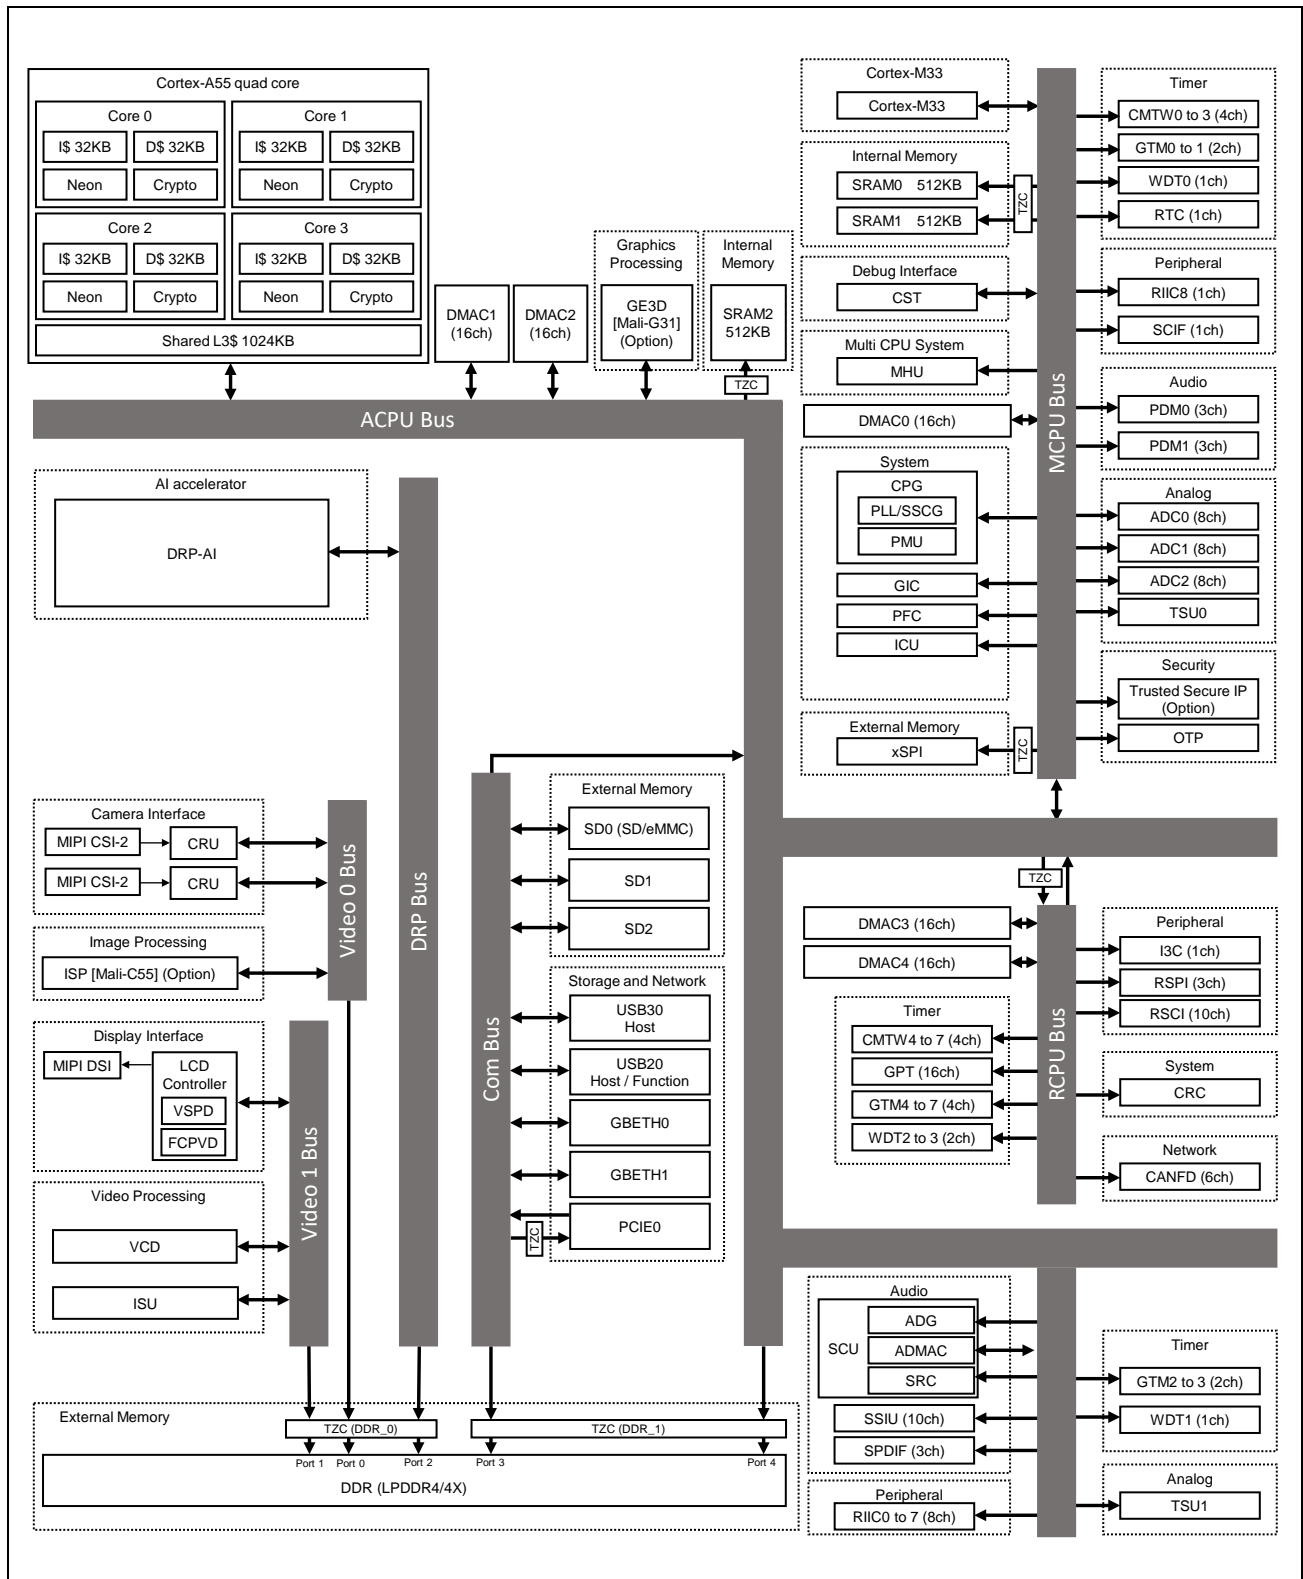 Cortex-A55 quad core
Core 0
I$ 32KB
D$ 32KB
Neon
Crypto
Core 1
I$ 32KB
D$ 32KB
Neon
Crypto
Core 2
I$ 32KB
D$ 32KB
Neon
Crypto
Core 3
I$ 32KB
D$ 32KB
Neon
Crypto
Shared L3$ 1024KB
DMAC1
(16ch)
DMAC2
(16ch)
Graphics
Processing
GE3D
[Mali-G31]
(Option)
Internal
Memory
SRAM2
512KB
TZC
ACPU Bus
AI accelerator
DRP-AI
DRP Bus
Camera Interface
MIPI CSI-2
CRU
MIPI CSI-2
CRU
Image Processing
ISP [Mali-C55] (Option)
Video 0 Bus
Display Interface
MIPI DSI
LCD
Controller
VSPD
FCPVD
Video Processing
VCD
ISU
Video 1 Bus
Com Bus
External Memory
SD0 (SD/eMMC)
SD1
SD2
Storage and Network
USB30
Host
USB20
Host / Function
GBETH0
GBETH1
PCIE0
TZC
External Memory
TZC (DDR_0)
TZC (DDR_1)
Port 1
Port 0
Port 2
Port 3
Port 4
DDR (LPDDR4/4X)
Cortex-M33
Cortex-M33
Internal Memory
SRAM0 512KB
SRAM1 512KB
TZC
Debug Interface
CST
Multi CPU System
MHU
DMAC0 (16ch)
System
CPG
PLL/SSCG
PMU
GIC
PFC
ICU
External Memory
xSPI
TZC
MCPU Bus
Timer
CMTW0 to 3 (4ch)
GTM0 to 1 (2ch)
WDT0 (1ch)
RTC (1ch)
Peripheral
RIIC8 (1ch)
SCIF (1ch)
Audio
PDM0 (3ch)
PDM1 (3ch)
Analog
ADC0 (8ch)
ADC1 (8ch)
ADC2 (8ch)
TSU0
Security
Trusted Secure IP
(Option)
OTP
TZC
DMAC3 (16ch)
DMAC4 (16ch)
Timer
CMTW4 to 7 (4ch)
GPT (16ch)
GTM4 to 7 (4ch)
WDT2 to 3 (2ch)
RCPU Bus
Peripheral
I3C (1ch)
RSPI (3ch)
RSCI (10ch)
System
CRC
Network
CANFD (6ch)
Audio
SCU
ADG
ADMAC
SRC
SSIU (10ch)
SPDIF (3ch)
Peripheral
RIIC0 to 7 (8ch)
Timer
GTM2 to 3 (2ch)
WDT1 (1ch)
Analog
TSU1